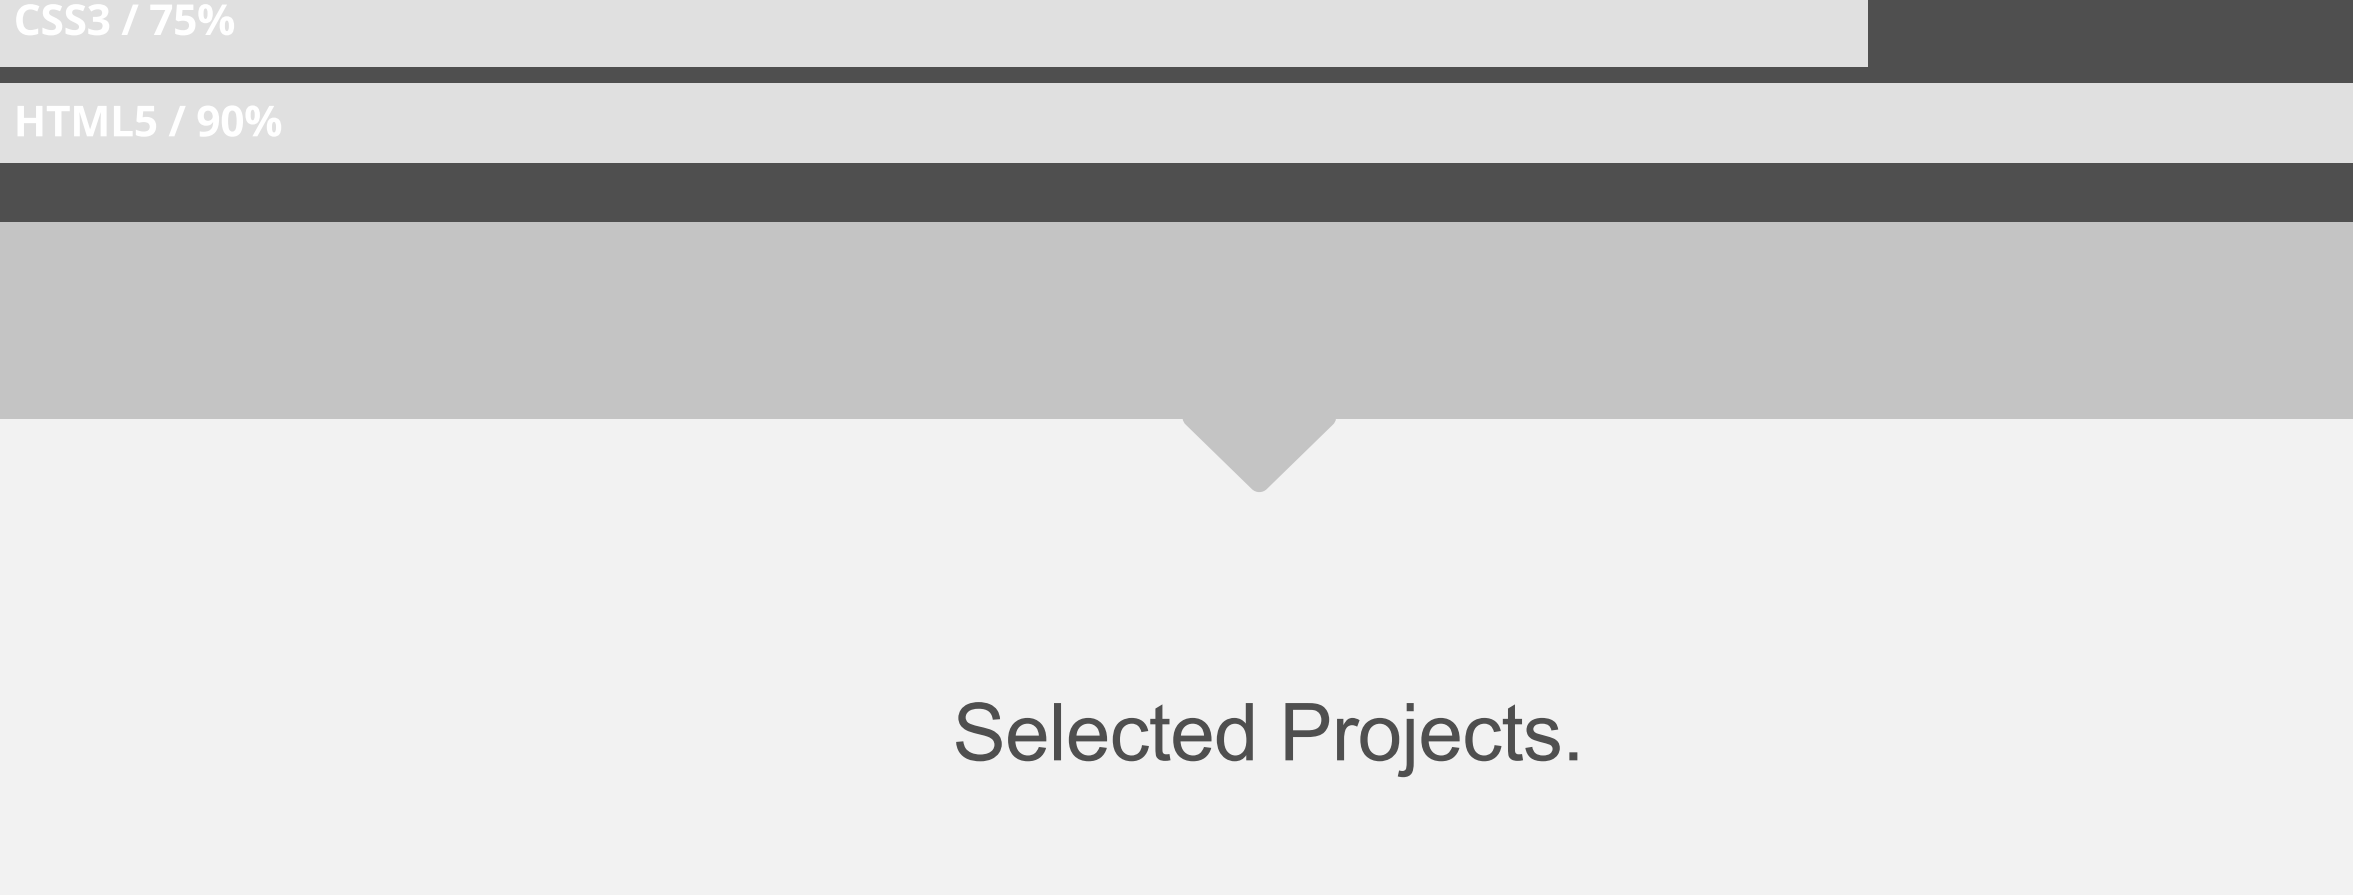 CSS3 / 75%
HTML5 / 90%
Selected Projects.